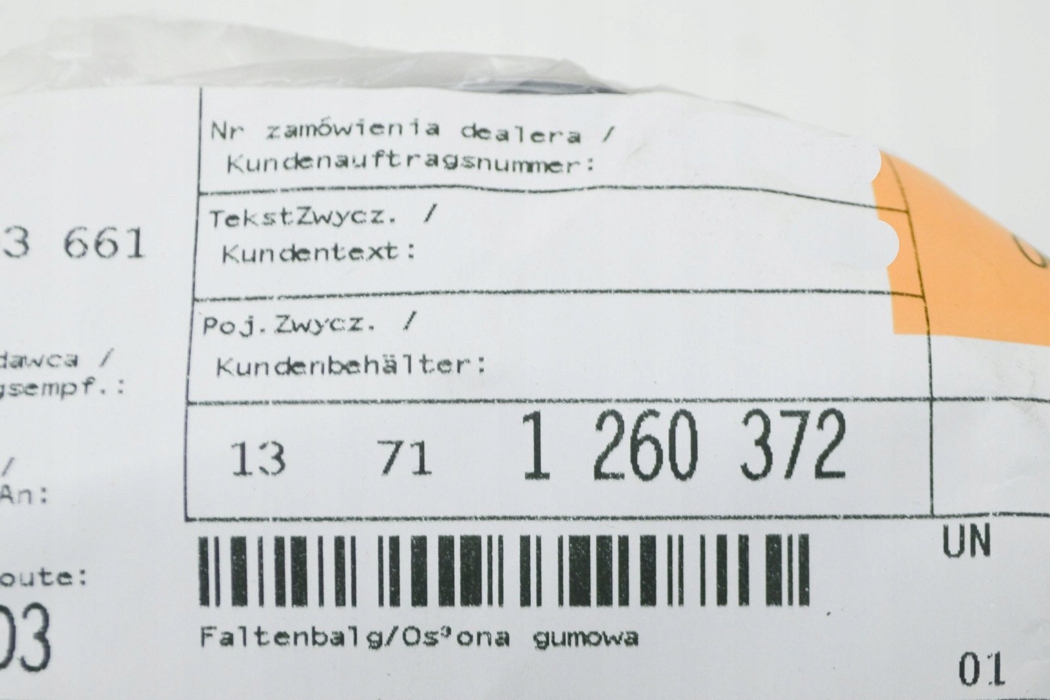 Nr zamówienia dealera /
Kundenauftragsnummer:
TekstZwycz. /
Kundentext:
3 661
Poj.Zwycz. /
Kundenbehälter:
dawca /
gsempf.:
13 71 1 260 372
/
An:
UN
oute:
03
Faltenbalg/Os³ona gumowa
01